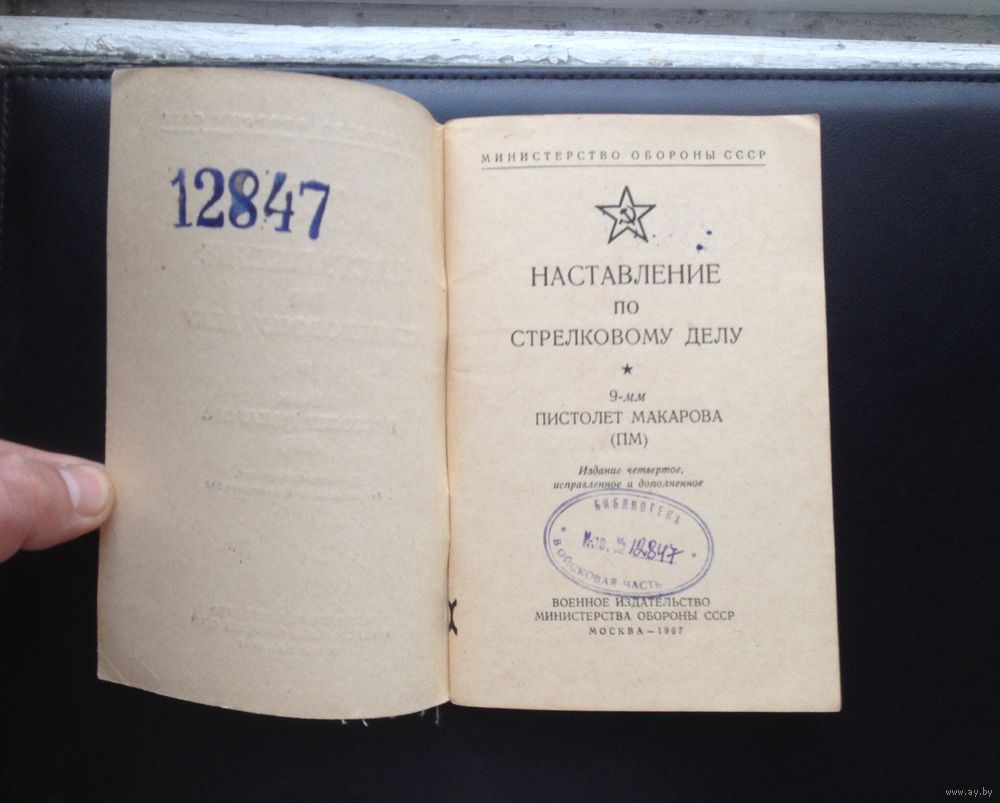 12847
МИНИСТЕРСТВО ОБОРОНЫ СССР
НАСТАВЛЕНИЕ
ПО
СТРЕЛКОВОМУ ДЕЛУ
9-мм
ПИСТОЛЕТ МАКАРОВА
(ПМ)
Издание четвертое,
исправленное и дополненное
БИБЛИОТЕКА
12847
ВОЙСКОВАЯ ЧАСТЬ
ВОЕННОЕ ИЗДАТЕЛЬСТВО
МИНИСТЕРСТВА ОБОРОНЫ СССР
МОСКВА — 1967
www.ay.by